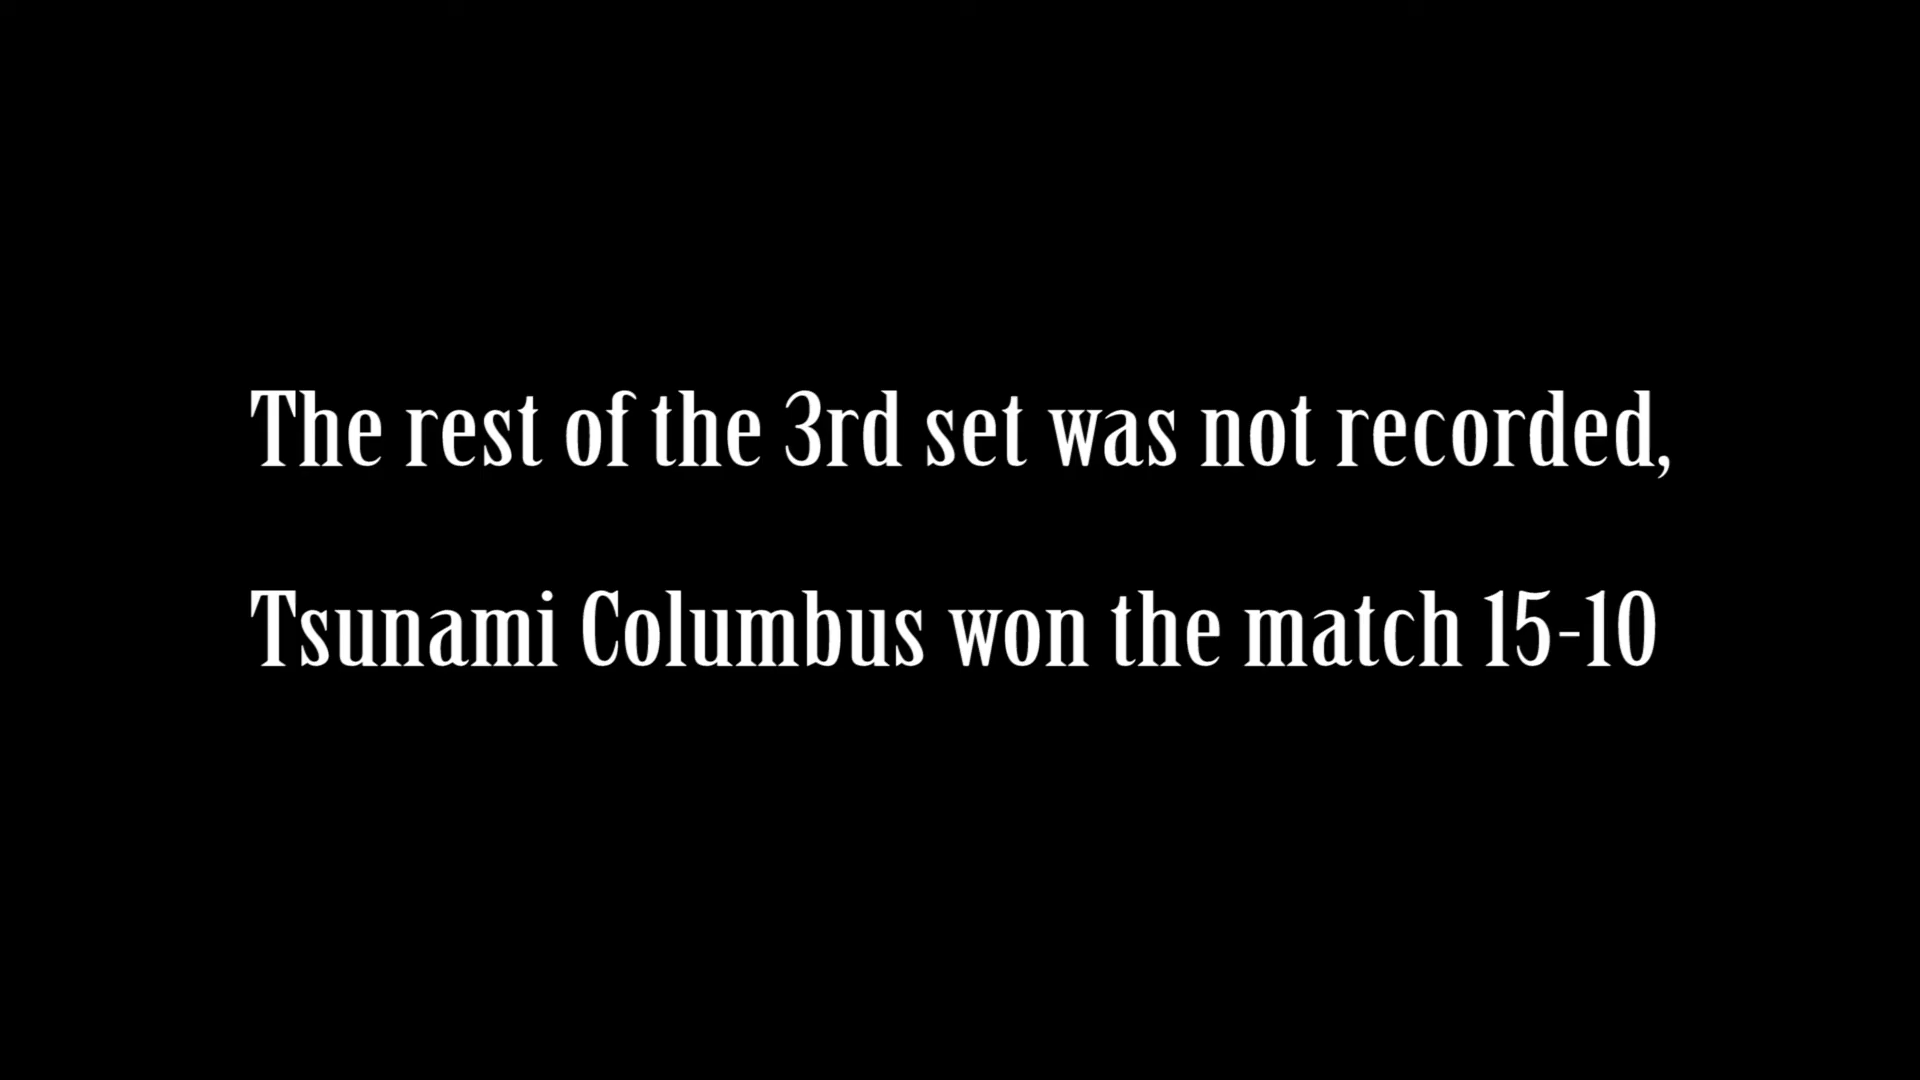 The rest of the 3rd set was not recorded,
Tsunami Columbus won the match 15-10